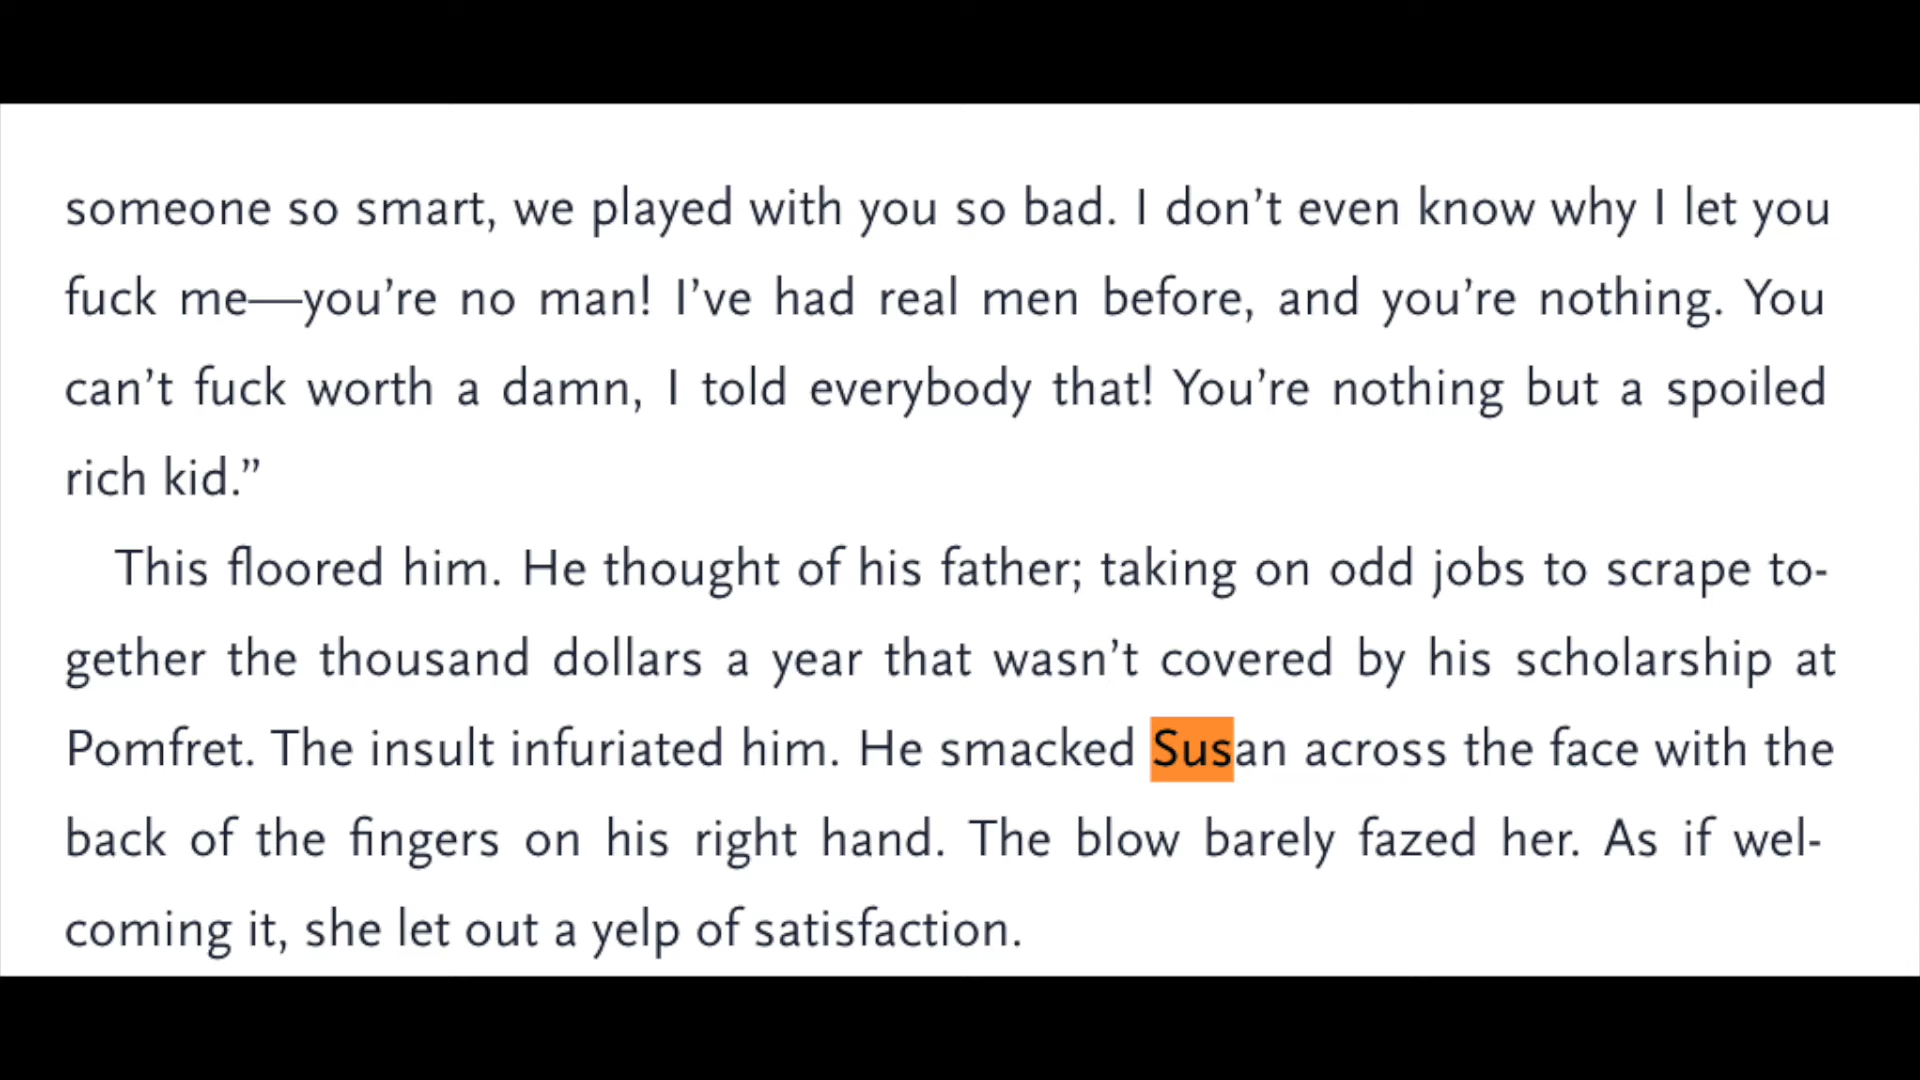 someone so smart, we played with you so bad. I don’t even know why I let you
fuck me—you’re no man! I’ve had real men before, and you’re nothing. You
can’t fuck worth a damn, I told everybody that! You’re nothing but a spoiled
rich kid.”
This floored him. He thought of his father; taking on odd jobs to scrape to-
gether the thousand dollars a year that wasn’t covered by his scholarship at
Pomfret. The insult infuriated him. He smacked Susan across the face with the
back of the fingers on his right hand. The blow barely fazed her. As if wel-
coming it, she let out a yelp of satisfaction.